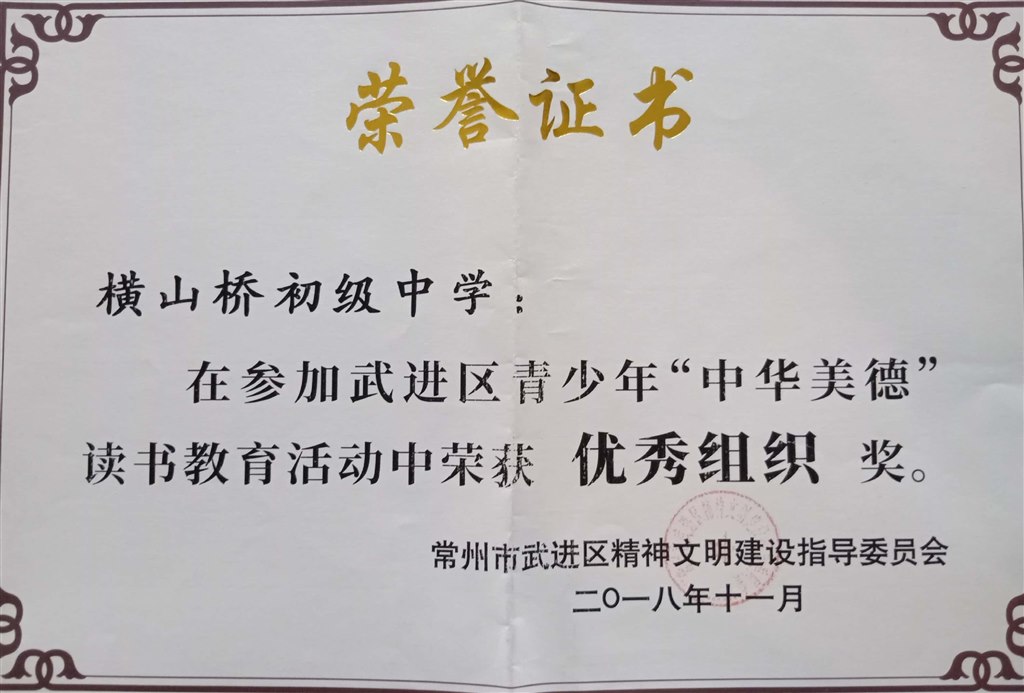 荣誉证书
横山桥初级中学：
在参加武进区青少年“中华美德”
读书教育活动中荣获 优秀组织 奖。
常州市武进区精神文明建设指导委员会
二〇一八年十一月